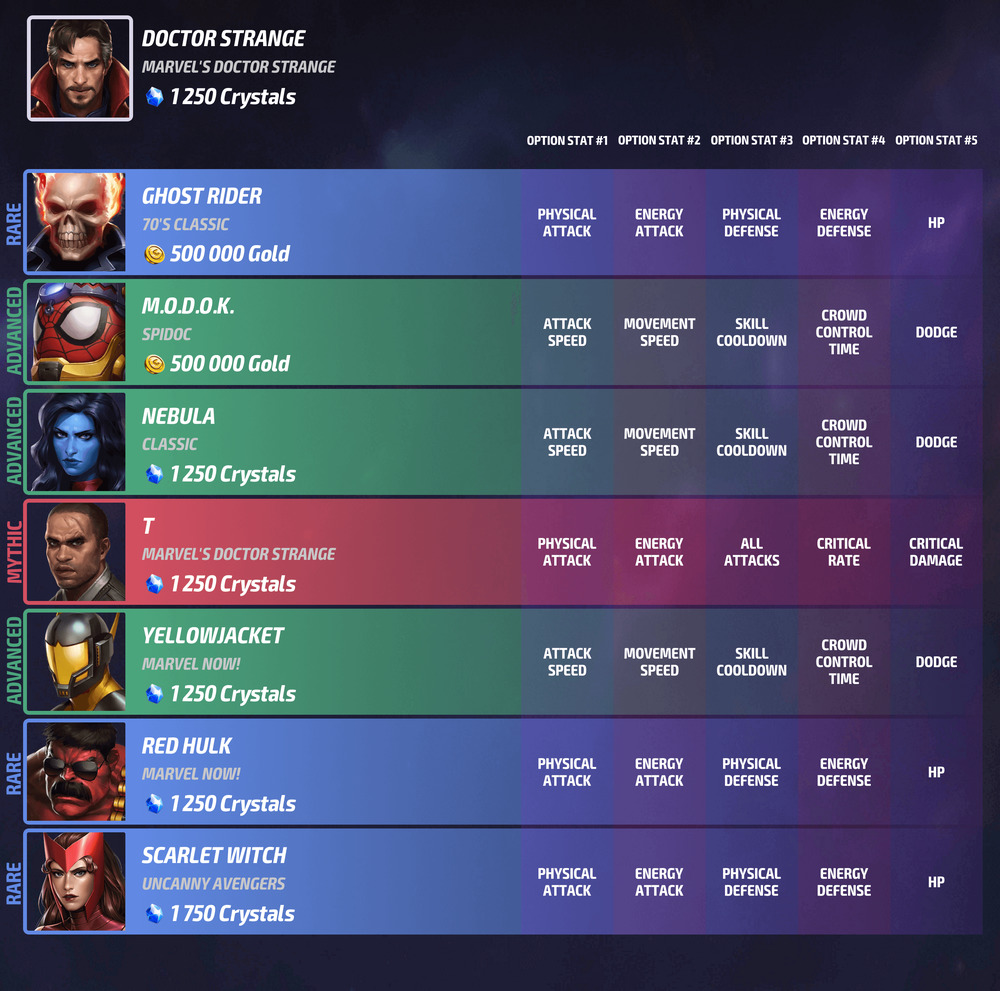 DOCTOR STRANGE
MARVEL'S DOCTOR STRANGE
1 250 Crystals
OPTION STAT #1 OPTION STAT #2 OPTION STAT #3 OPTION STAT #4 OPTION STAT #5
RARE
GHOST RIDER
70'S CLASSIC
500 000 Gold
PHYSICAL ATTACK
ENERGY ATTACK
PHYSICAL DEFENSE
ENERGY DEFENSE
HP
ADVANCED
M.O.D.O.K.
SPIDOC
500 000 Gold
ATTACK SPEED
MOVEMENT SPEED
SKILL COOLDOWN
CROWD CONTROL TIME
DODGE
ADVANCED
NEBULA
CLASSIC
1 250 Crystals
ATTACK SPEED
MOVEMENT SPEED
SKILL COOLDOWN
CROWD CONTROL TIME
DODGE
MYTHIC
T
MARVEL'S DOCTOR STRANGE
1 250 Crystals
PHYSICAL ATTACK
ENERGY ATTACK
ALL ATTACKS
CRITICAL RATE
CRITICAL DAMAGE
ADVANCED
YELLOWJACKET
MARVEL NOW!
1 250 Crystals
ATTACK SPEED
MOVEMENT SPEED
SKILL COOLDOWN
CROWD CONTROL TIME
DODGE
RARE
RED HULK
MARVEL NOW!
1 250 Crystals
PHYSICAL ATTACK
ENERGY ATTACK
PHYSICAL DEFENSE
ENERGY DEFENSE
HP
RARE
SCARLET WITCH
UNCANNY AVENGERS
1 750 Crystals
PHYSICAL ATTACK
ENERGY ATTACK
PHYSICAL DEFENSE
ENERGY DEFENSE
HP